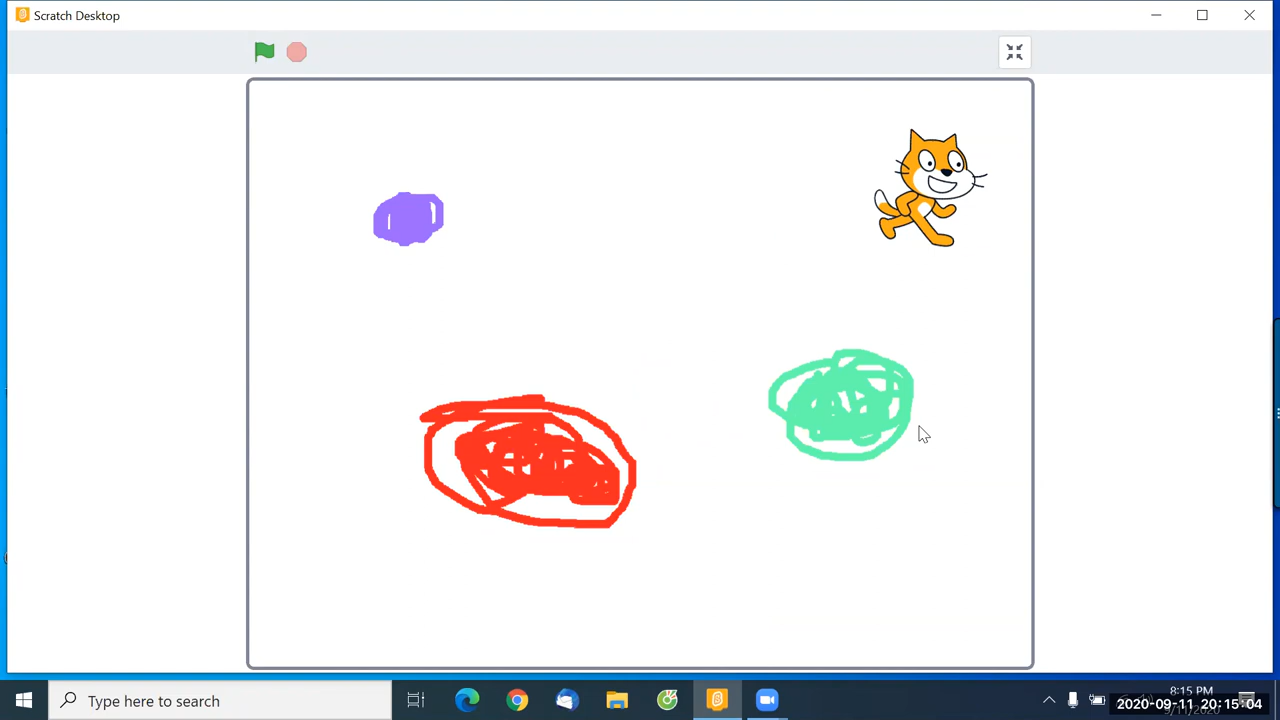 Scratch Desktop
Type here to search
8:15 PM
2020-09-11 20:15:04